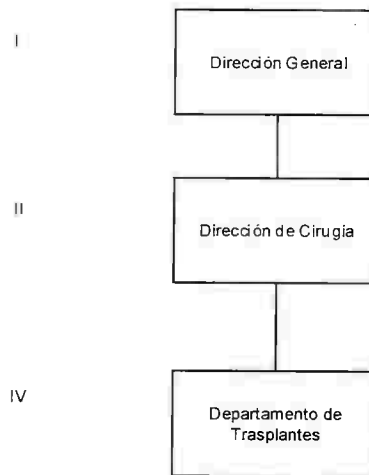 I
Dirección General
II
Dirección de Cirugía
IV
Departamento de
Trasplantes